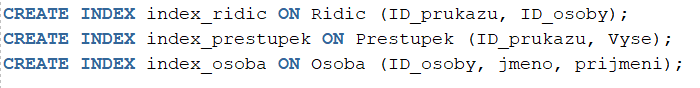 CREATE INDEX index_ridic ON Ridic (ID_prukazu, ID_osoby);
CREATE INDEX index_prestupek ON Prestupek (ID_prukazu, Vyse);
CREATE INDEX index_osoba ON Osoba (ID_osoby, jmeno, prijmeni);